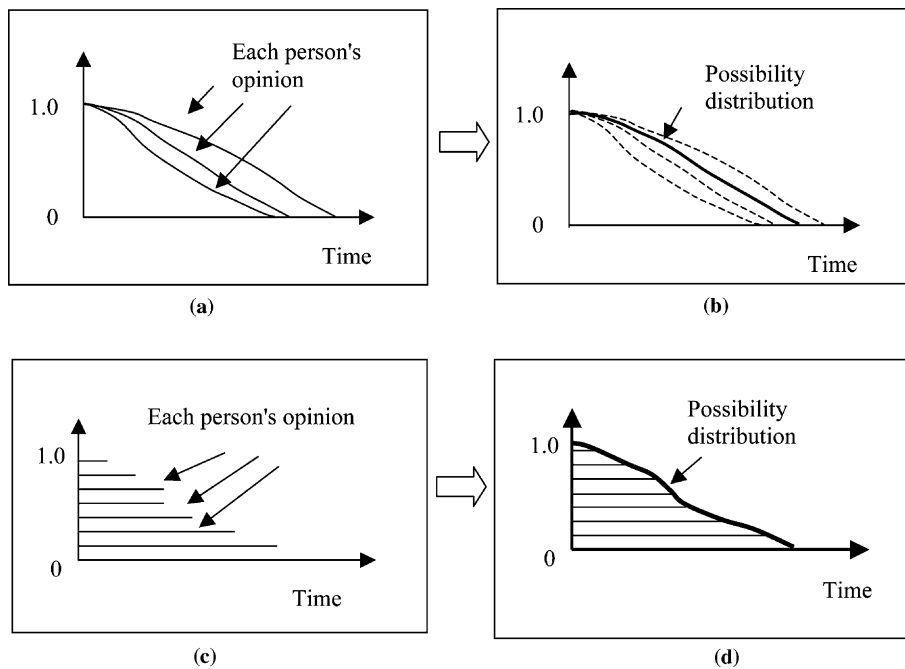 Each person's
opinion
1.0
0
Time
(a)
Possibility
distribution
1.0
0
Time
(b)
Each person's opinion
1.0
0
Time
(c)
Possibility
distribution
1.0
0
Time
(d)